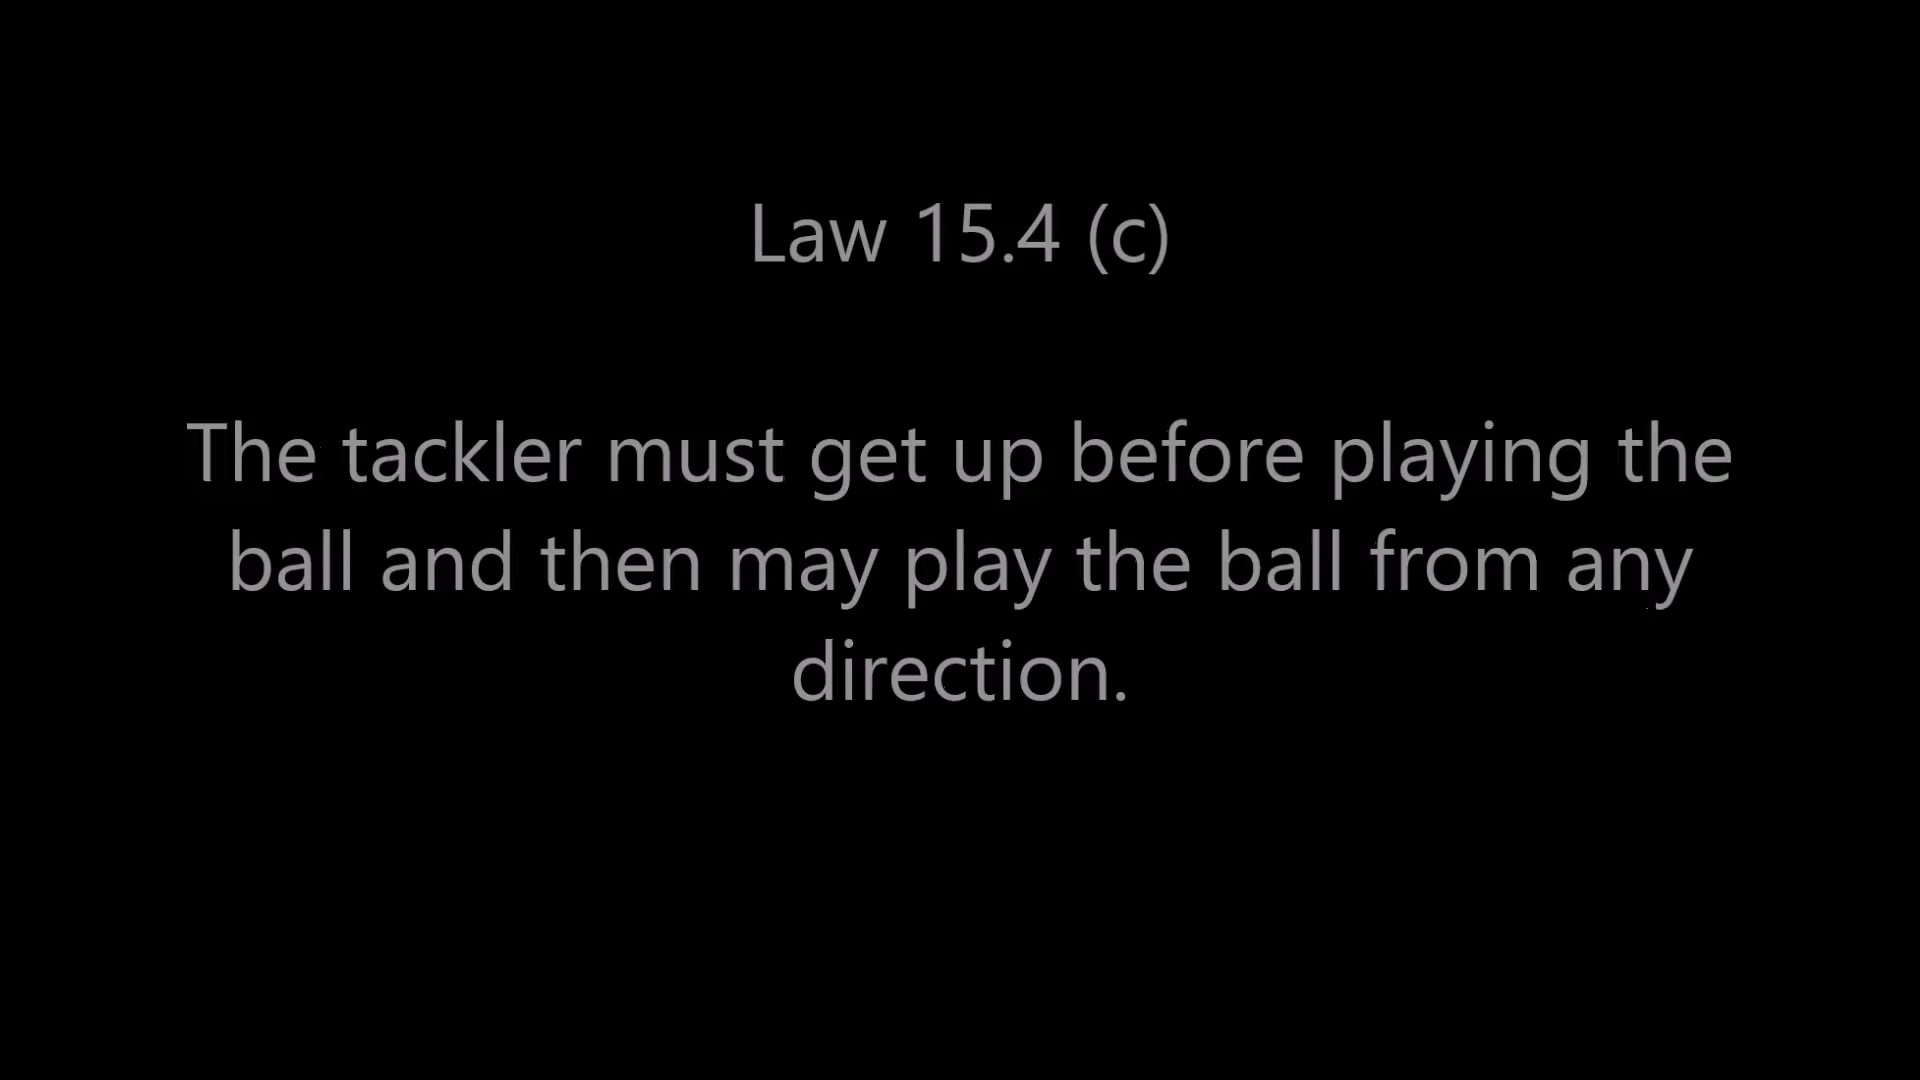 Law 15.4 (c)
The tackler must get up before playing the
ball and then may play the ball from any
direction.